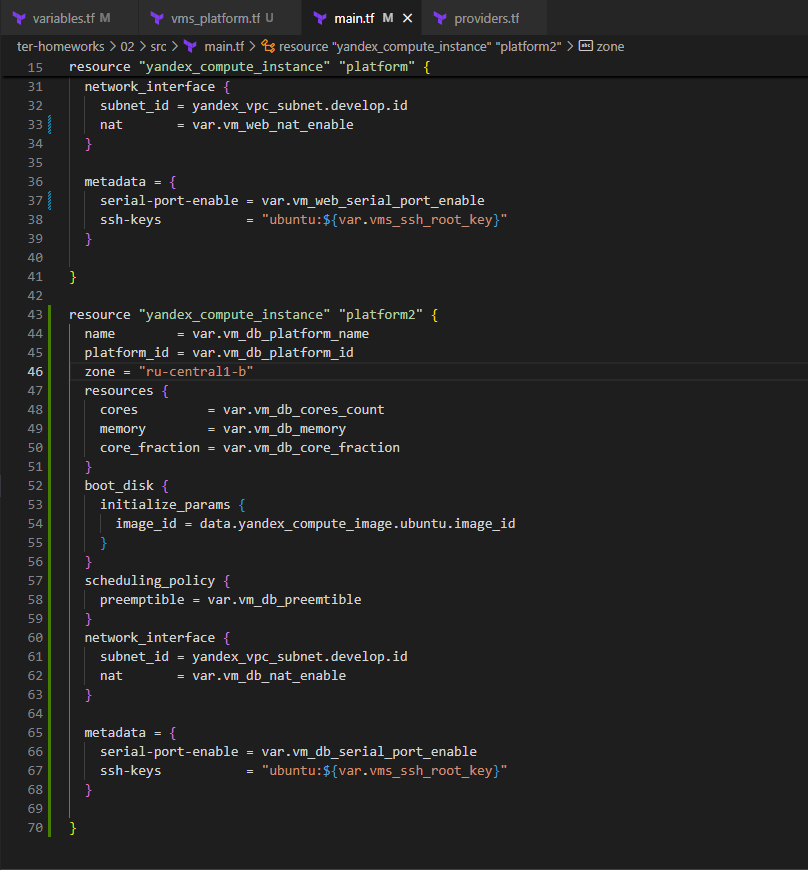 variables.tf M vms_platform.tf U main.tf M × providers.tf
ter-homeworks > 02 > src > main.tf > resource "yandex_compute_instance" "platform2" > abc zone
15 resource "yandex_compute_instance" "platform" {
31 network_interface {
32 subnet_id = yandex_vpc_subnet.develop.id
33 nat = var.vm_web_nat_enable
34 }
35
36 metadata = {
37 serial-port-enable = var.vm_web_serial_port_enable
38 ssh-keys = "ubuntu:${var.vms_ssh_root_key}"
39 }
40
41 }
42
43 resource "yandex_compute_instance" "platform2" {
44 name = var.vm_db_platform_name
45 platform_id = var.vm_db_platform_id
46 zone = "ru-central1-b"
47 resources {
48 cores = var.vm_db_cores_count
49 memory = var.vm_db_memory
50 core_fraction = var.vm_db_core_fraction
51 }
52 boot_disk {
53 initialize_params {
54 image_id = data.yandex_compute_image.ubuntu.image_id
55 }
56 }
57 scheduling_policy {
58 preemptible = var.vm_db_preemtible
59 }
60 network_interface {
61 subnet_id = yandex_vpc_subnet.develop.id
62 nat = var.vm_db_nat_enable
63 }
64
65 metadata = {
66 serial-port-enable = var.vm_db_serial_port_enable
67 ssh-keys = "ubuntu:${var.vms_ssh_root_key}"
68 }
69
70 }